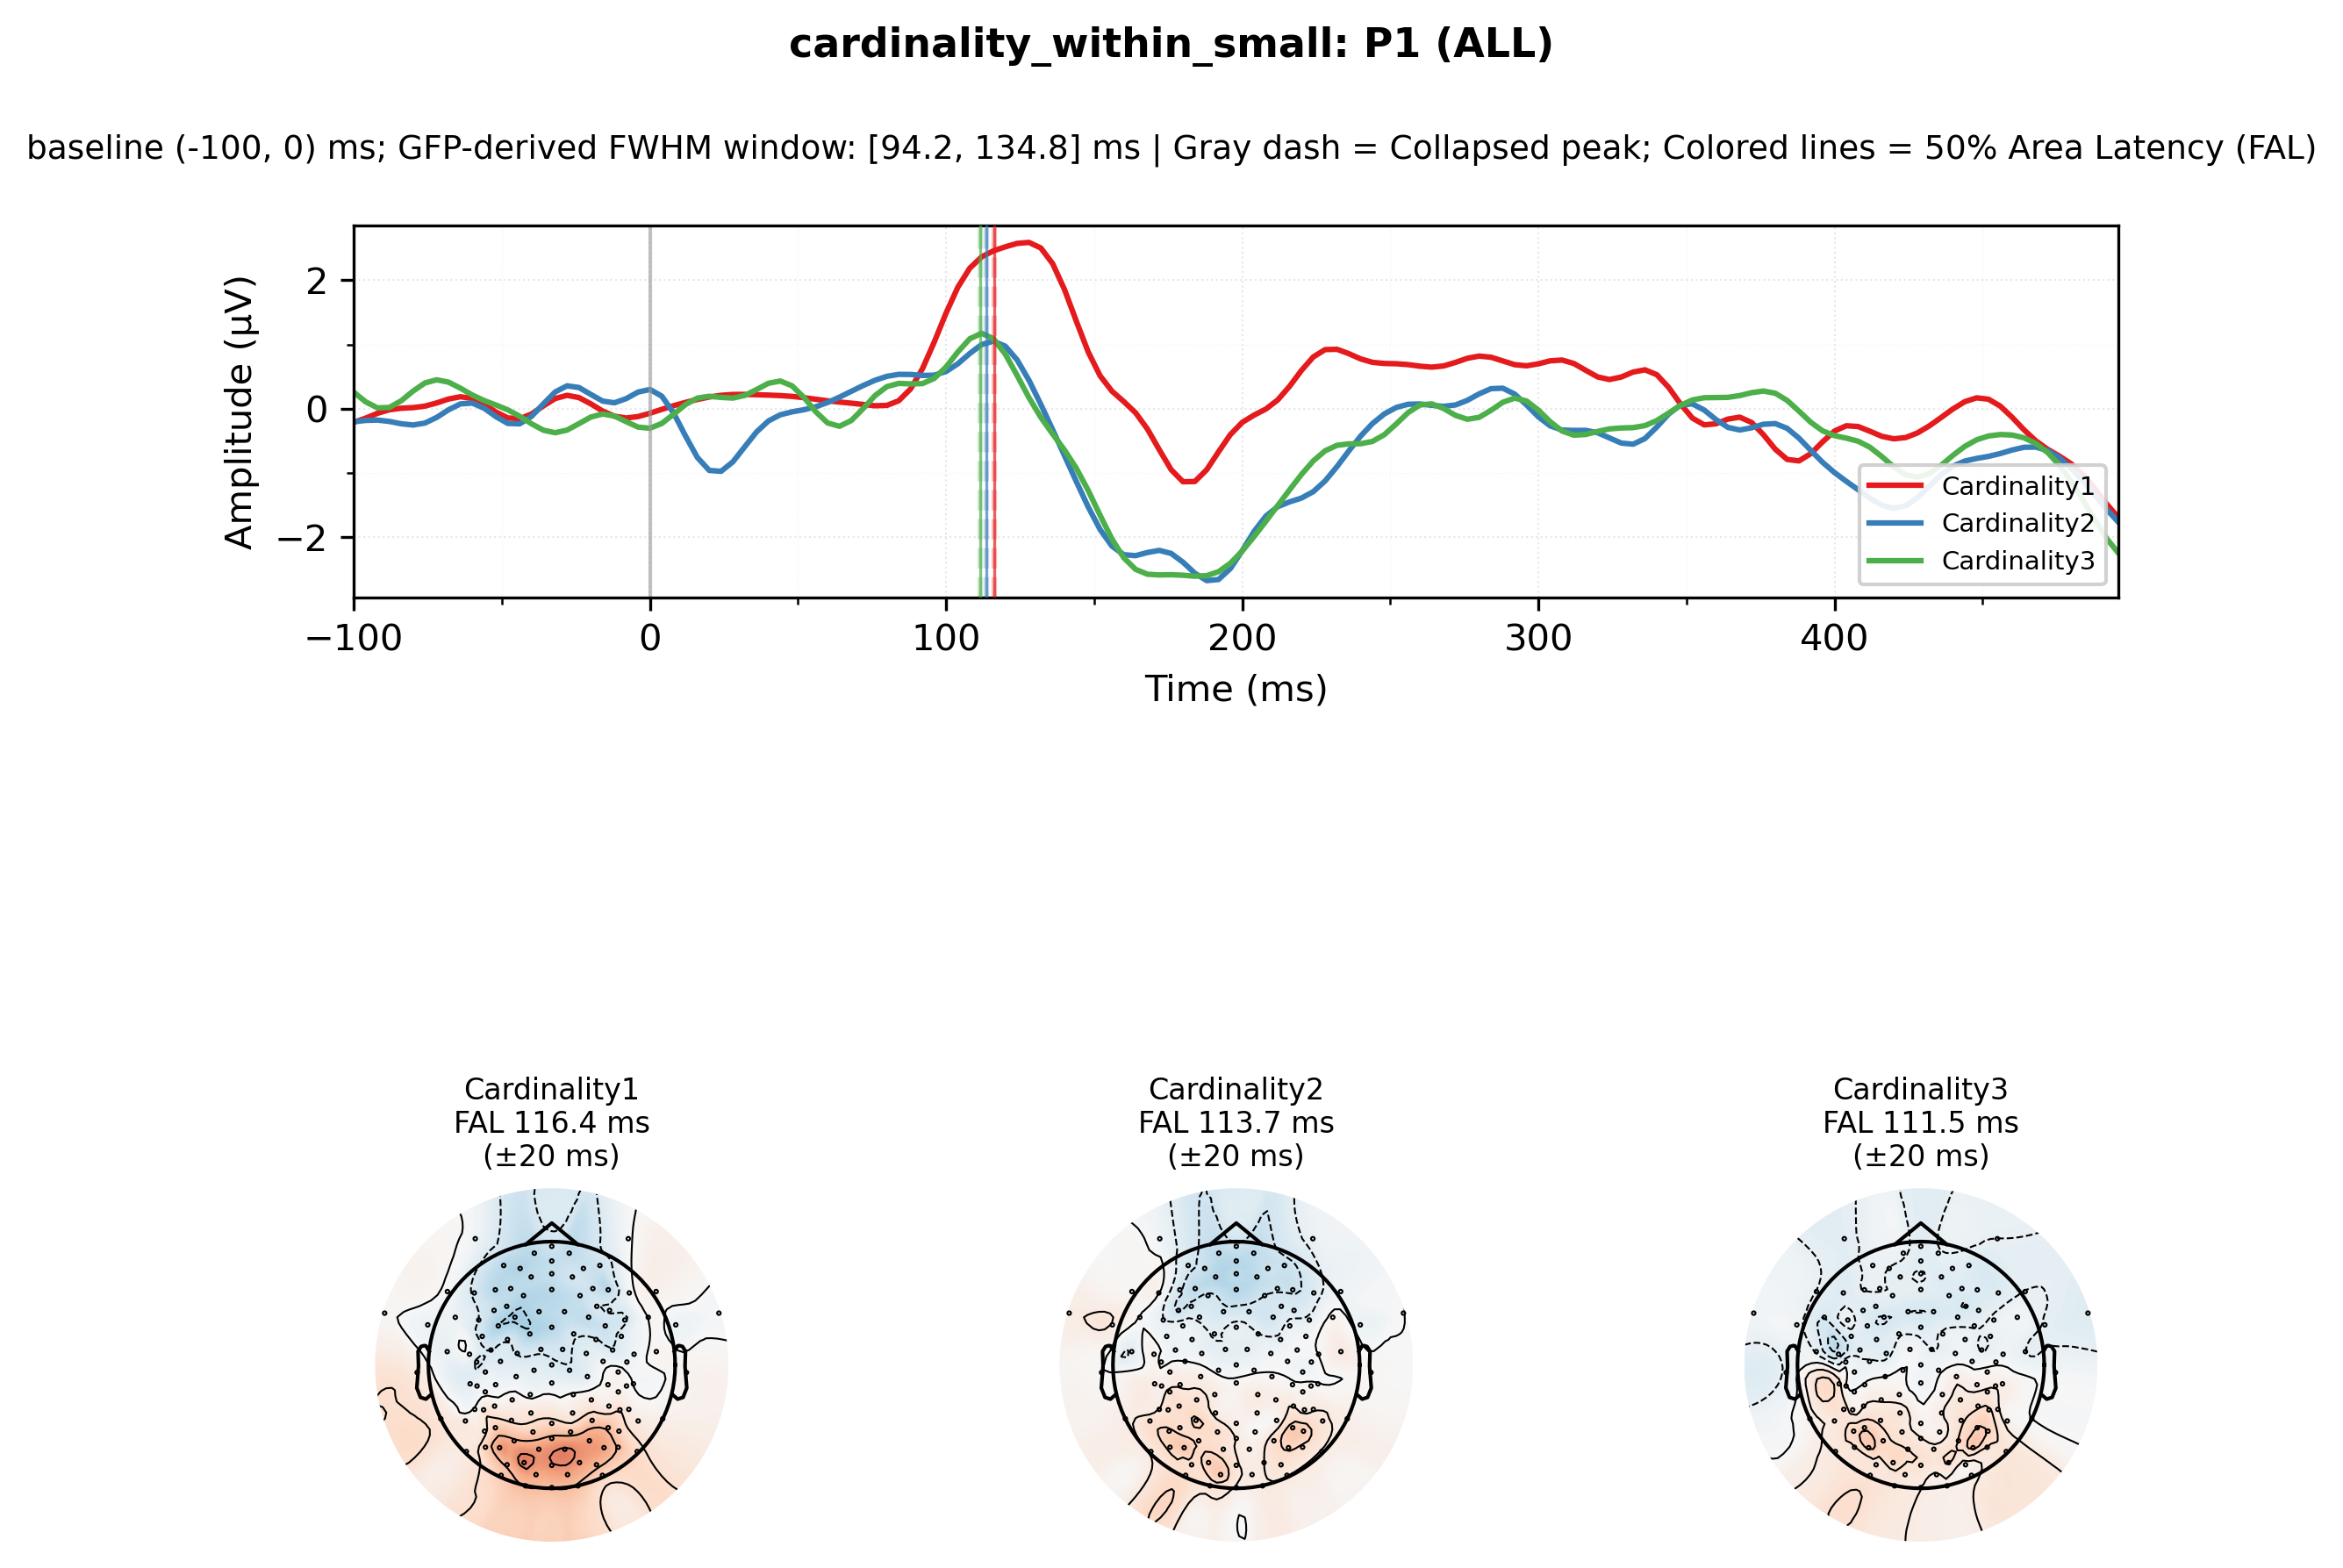 cardinality_within_small: P1 (ALL)
baseline (-100, 0) ms; GFP-derived FWHM window: [94.2, 134.8] ms | Gray dash = Collapsed peak; Colored lines = 50% Area Latency (FAL)
Amplitude (µV)
2
0
−2
−100
0
100
200
300
400
Time (ms)
Cardinality1
Cardinality2
Cardinality3
Cardinality1
FAL 116.4 ms
(±20 ms)
Cardinality2
FAL 113.7 ms
(±20 ms)
Cardinality3
FAL 111.5 ms
(±20 ms)